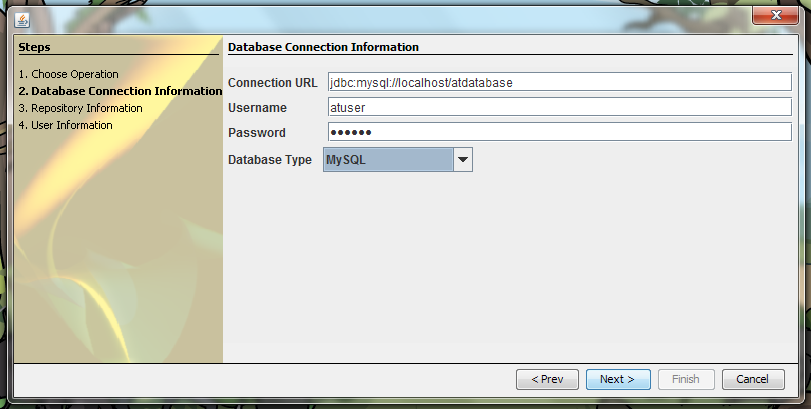 Steps
1. Choose Operation
2. Database Connection Information
3. Repository Information
4. User Information
Database Connection Information
Connection URL jdbc:mysql://localhost/atdatabase
Username atuser
Password ●●●●●●
Database Type MySQL
< Prev Next > Finish Cancel